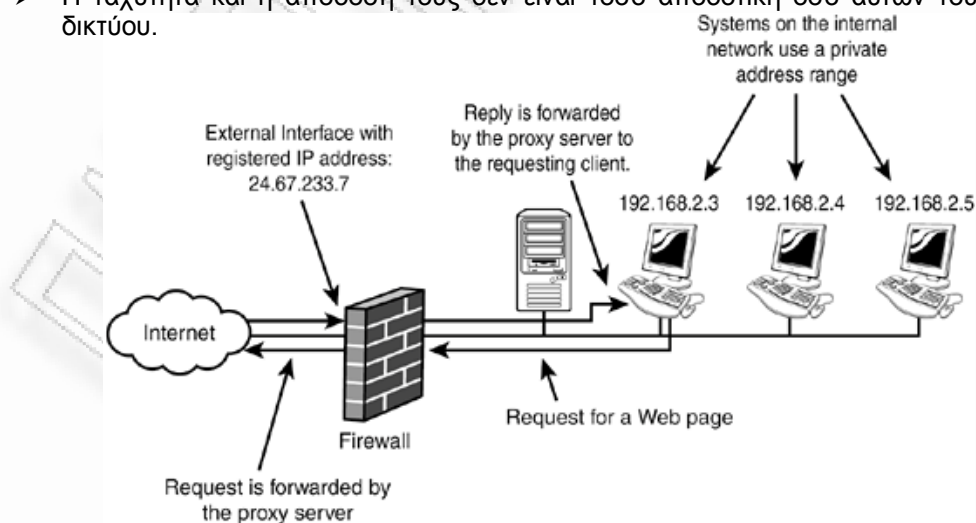 Η ταχύτητα και η απόδοση τους δεν είναι τόσο αποδοτική όσο αυτών του
δικτύου.
Systems on the internal
network use a private
address range
Reply is forwarded
by the proxy server to
the requesting client.
External Interface with
registered IP address:
24.67.233.7
192.168.2.3
192.168.2.4
192.168.2.5
Internet
Request for a Web page
Firewall
Request is forwarded by
the proxy server